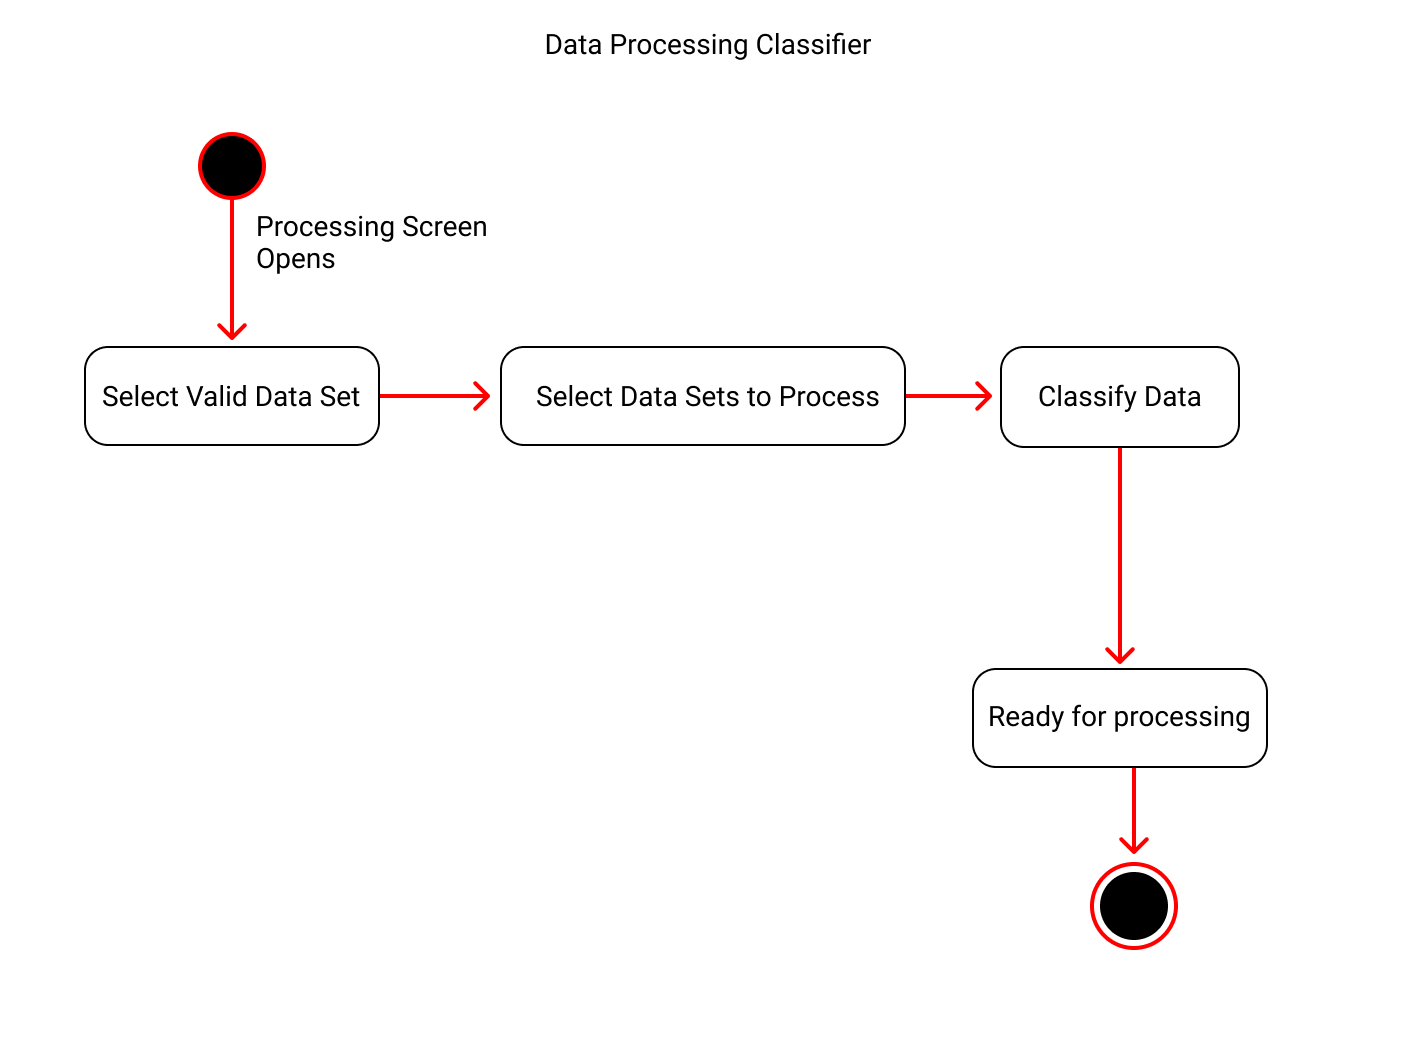 Data Processing Classifier
Processing Screen
Opens
Select Valid Data Set
Select Data Sets to Process
Classify Data
Ready for processing